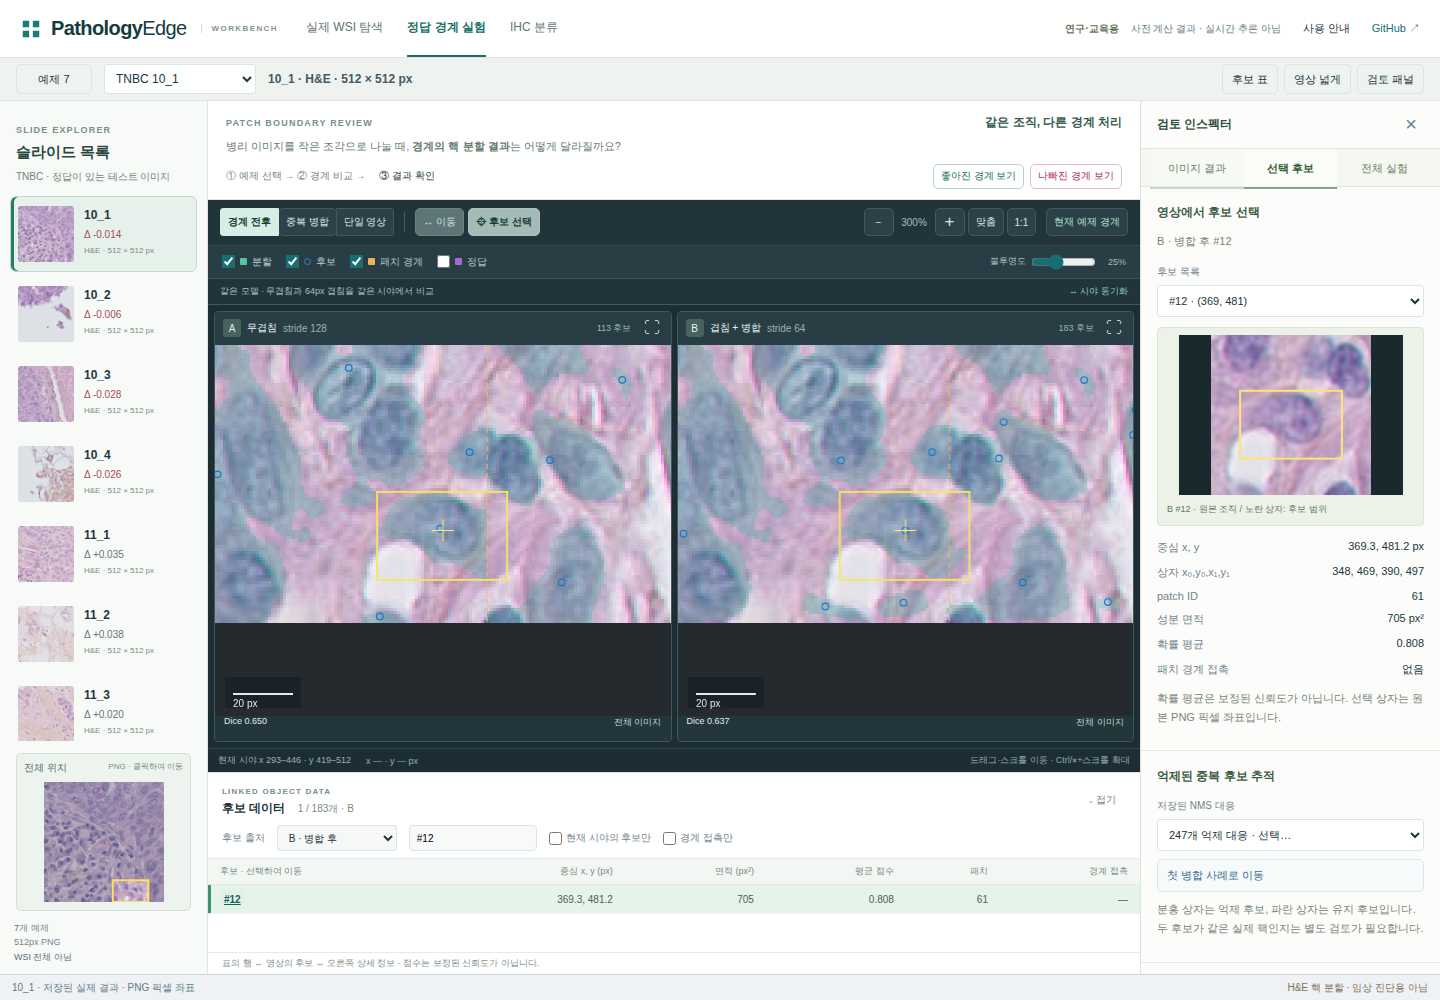 PathologyEdge
WORKBENCH
실제 WSI 탐색
정답 경계 실험
IHC 분류
연구·교육용 사전 계산 결과 · 실시간 추론 아님
사용 안내
GitHub ↗
예제 7
TNBC 10_1
10_1 · H&E · 512 × 512 px
후보 표
영상 넓게
검토 패널
SLIDE EXPLORER
슬라이드 목록
TNBC · 정답이 있는 테스트 이미지
10_1
Δ -0.014
H&E · 512 × 512 px
10_2
Δ -0.006
H&E · 512 × 512 px
10_3
Δ -0.028
H&E · 512 × 512 px
10_4
Δ -0.026
H&E · 512 × 512 px
11_1
Δ +0.035
H&E · 512 × 512 px
11_2
Δ +0.038
H&E · 512 × 512 px
11_3
Δ +0.020
H&E · 512 × 512 px
전체 위치
PNG · 클릭하여 이동
7개 예제
512px PNG
WSI 전체 아님
PATCH BOUNDARY REVIEW
같은 조직, 다른 경계 처리
병리 이미지를 작은 조각으로 나눌 때, 경계의 핵 분할 결과는 어떻게 달라질까요?
① 예제 선택 → ② 경계 비교 → ③ 결과 확인
좋아진 경계 보기
나빠진 경계 보기
경계 전후
중복 병합
단일 영상
↔ 이동
후보 선택
−
300%
+
맞춤
1:1
현재 예제 경계
분할
후보
패치 경계
정답
불투명도
25%
같은 모델 · 무겹침과 64px 겹침을 같은 시야에서 비교
↔ 시야 동기화
A 무겹침 stride 128
113 후보
B 겹침 + 병합 stride 64
183 후보
20 px
20 px
Dice 0.650
전체 이미지
Dice 0.637
전체 이미지
현재 시야 x 293–446 · y 419–512
x — · y — px
드래그·스크롤 이동 · Ctrl/⌘+스크롤 확대
LINKED OBJECT DATA
후보 데이터
1 / 183개 · B
접기
후보 출처
B · 병합 후
#12
현재 시야의 후보만
경계 접촉만
후보 · 선택하여 이동
중심 x, y (px)
면적 (px²)
평균 점수
패치
경계 접촉
#12
369.3, 481.2
705
0.808
61
—
표의 행 ↔ 영상의 후보 ↔ 오른쪽 상세 정보 · 점수는 보정된 신뢰도가 아닙니다.
검토 인스펙터
×
이미지 결과
선택 후보
전체 실험
영상에서 후보 선택
B · 병합 후 #12
후보 목록
#12 · (369, 481)
B #12 · 원본 조직 / 노란 상자: 후보 범위
중심 x, y
369.3, 481.2 px
상자 x₀,y₀,x₁,y₁
348, 469, 390, 497
patch ID
61
성분 면적
705 px²
확률 평균
0.808
패치 경계 접촉
없음
확률 평균은 보정된 신뢰도가 아닙니다. 선택 상자는 원
본 PNG 픽셀 좌표입니다.
억제된 중복 후보 추적
저장된 NMS 대응
247개 억제 대응 · 선택…
첫 병합 사례로 이동
분홍 상자는 억제 후보, 파란 상자는 유지 후보입니다.
두 후보가 같은 실제 핵인지는 별도 검토가 필요합니다.
10_1 · 저장된 실제 결과 · PNG 픽셀 좌표
H&E 핵 분할 · 임상 진단용 아님